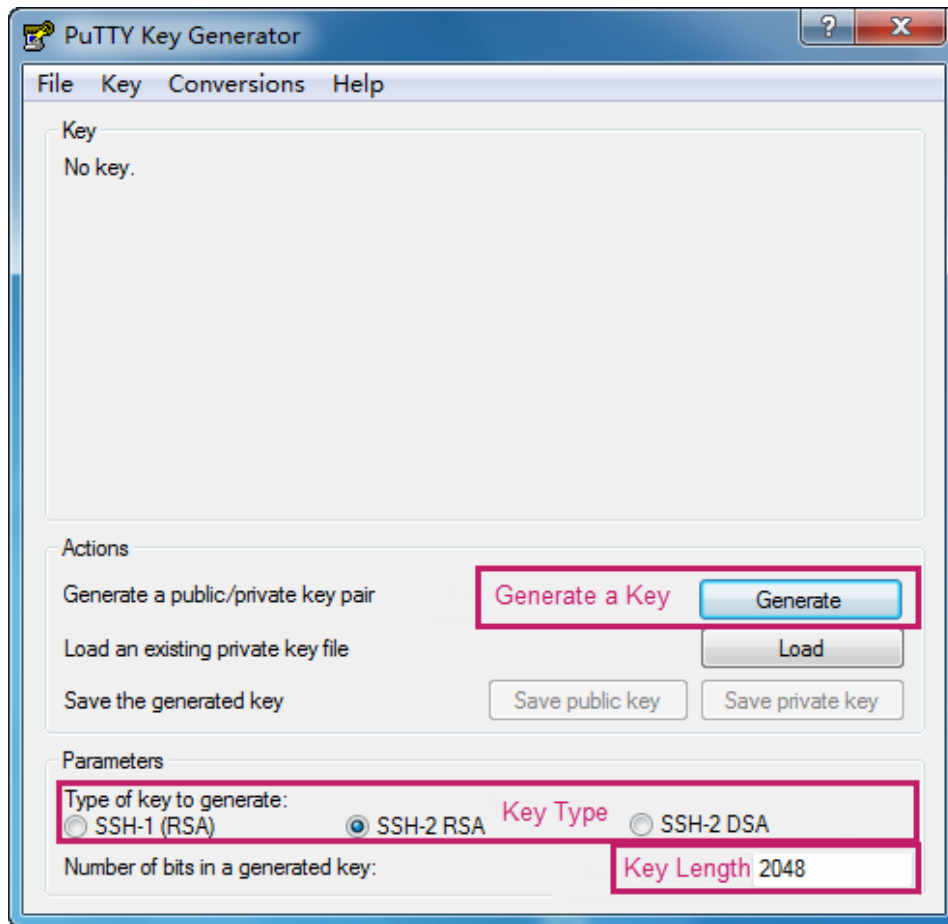 PuTTY Key Generator
?
X
File Key Conversions Help
Key
No key.
Actions
Generate a public/private key pair Generate a Key Generate
Load an existing private key file Load
Save the generated key Save public key Save private key
Parameters
Type of key to generate:
SSH-1 (RSA) SSH-2 RSA Key Type SSH-2 DSA
Number of bits in a generated key: Key Length 2048